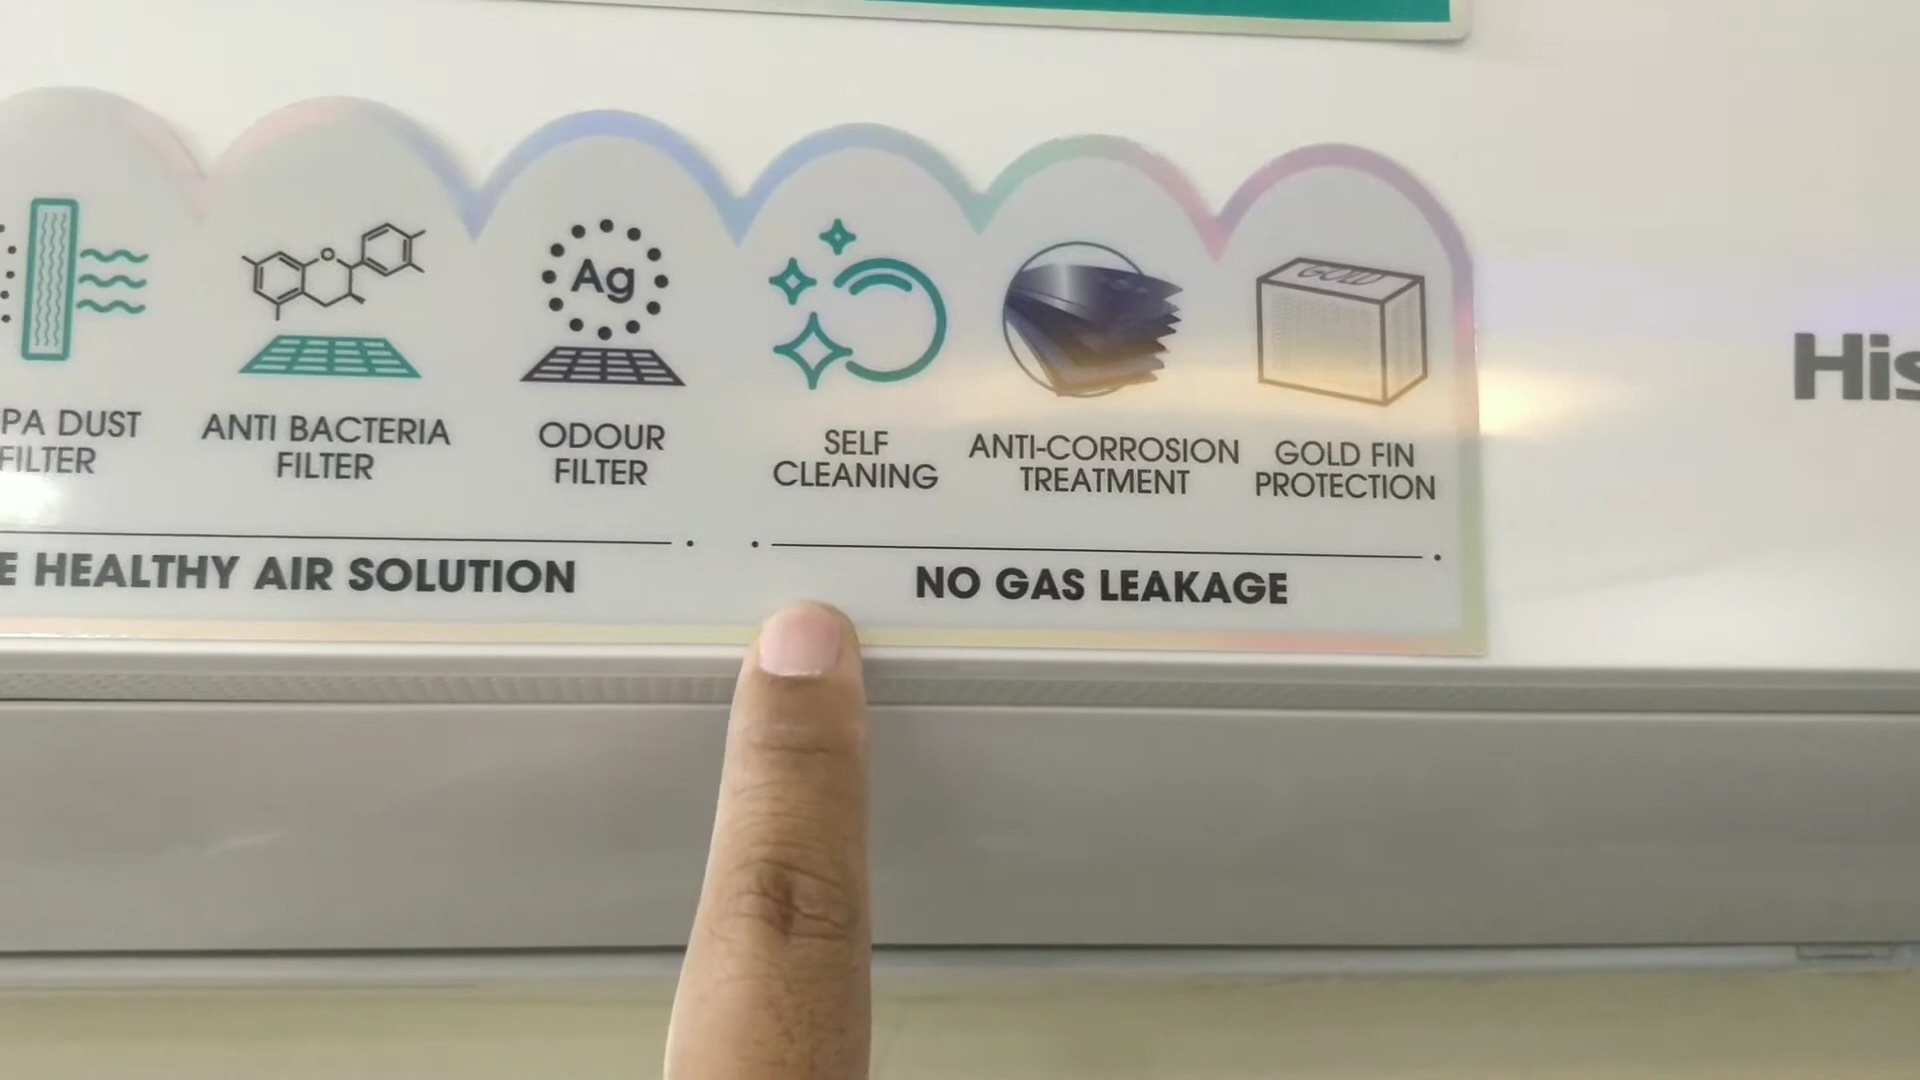 PA DUST
FILTER
ANTI BACTERIA
FILTER
Ag
ODOUR
FILTER
SELF
CLEANING
ANTI-CORROSION
TREATMENT
GOLD
GOLD FIN
PROTECTION
E HEALTHY AIR SOLUTION
NO GAS LEAKAGE
His